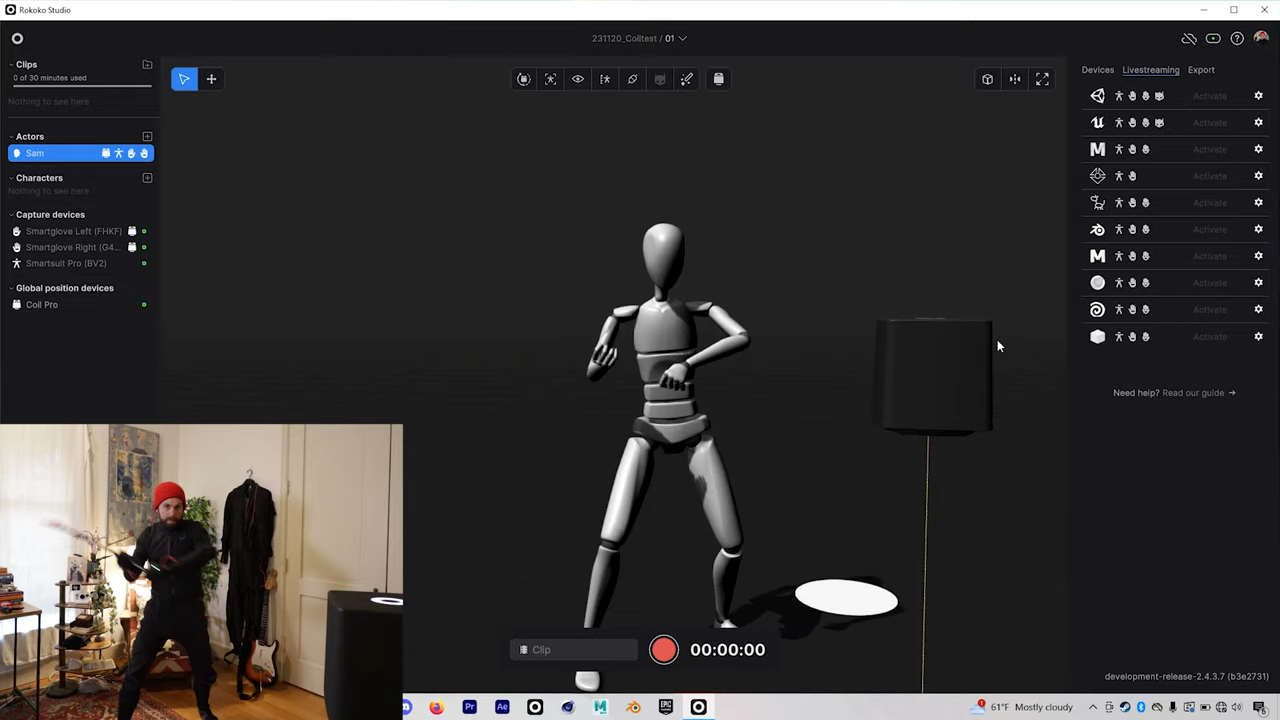 Rokoko Studio
231120_Coiltest / 01
Clips
0 of 30 minutes used
Nothing to see here
Actors
Sam
Characters
Nothing to see here
Capture devices
Smartglove Left (FHKF)
Smartglove Right (G4...
Smartsuit Pro (BV2)
Global position devices
Coil Pro
Devices Livestreaming Export
Activate
Activate
Activate
Activate
Activate
Activate
Activate
Activate
Activate
Activate
Need help? Read our guide →
Clip
00:00:00
development-release-2.4.3.7 (b3e2731)
Pr Ae
61°F Mostly cloudy